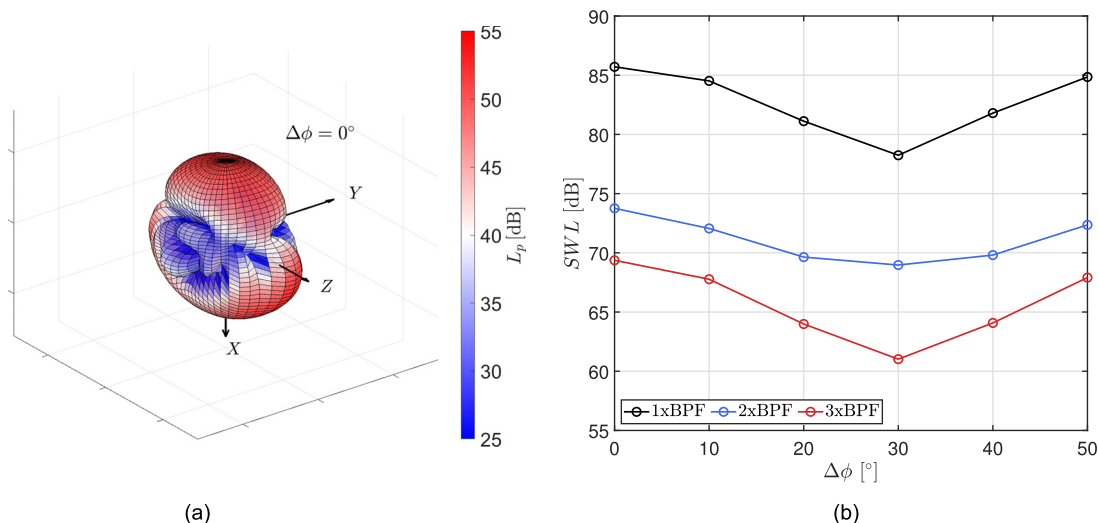 Δϕ = 0°
Y
Z
X
55
50
45
40
35
30
25
L_p [dB]
(a)
90
85
80
75
70
65
60
55
SWL [dB]
1xBPF 2xBPF 3xBPF
0 10 20 30 40 50
Δϕ [°]
(b)